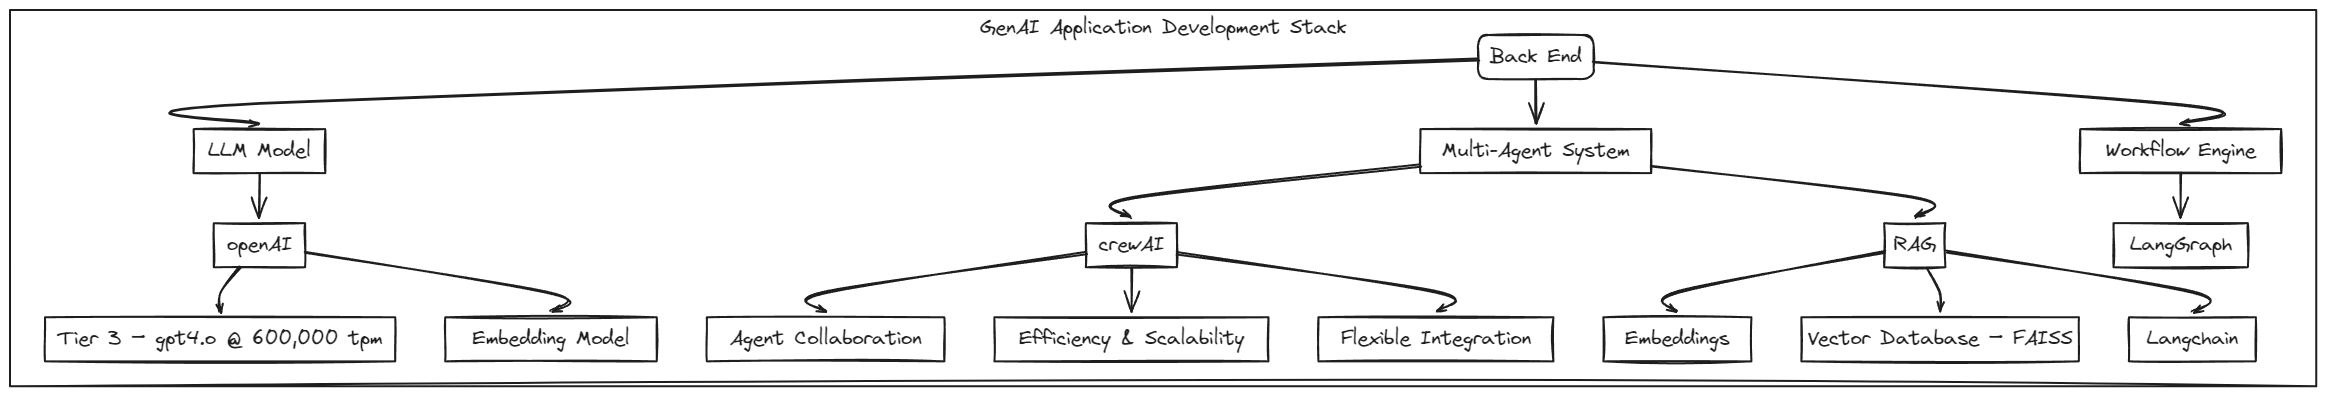 GenAI Application Development Stack
Back End
LLM Model
Multi-Agent System
Workflow Engine
openAI
crewAI
RAG
LangGraph
Tier 3 - gpt4.o @ 600,000 tpm
Embedding Model
Agent Collaboration
Efficiency & Scalability
Flexible Integration
Embeddings
Vector Database - FAISS
Langchain